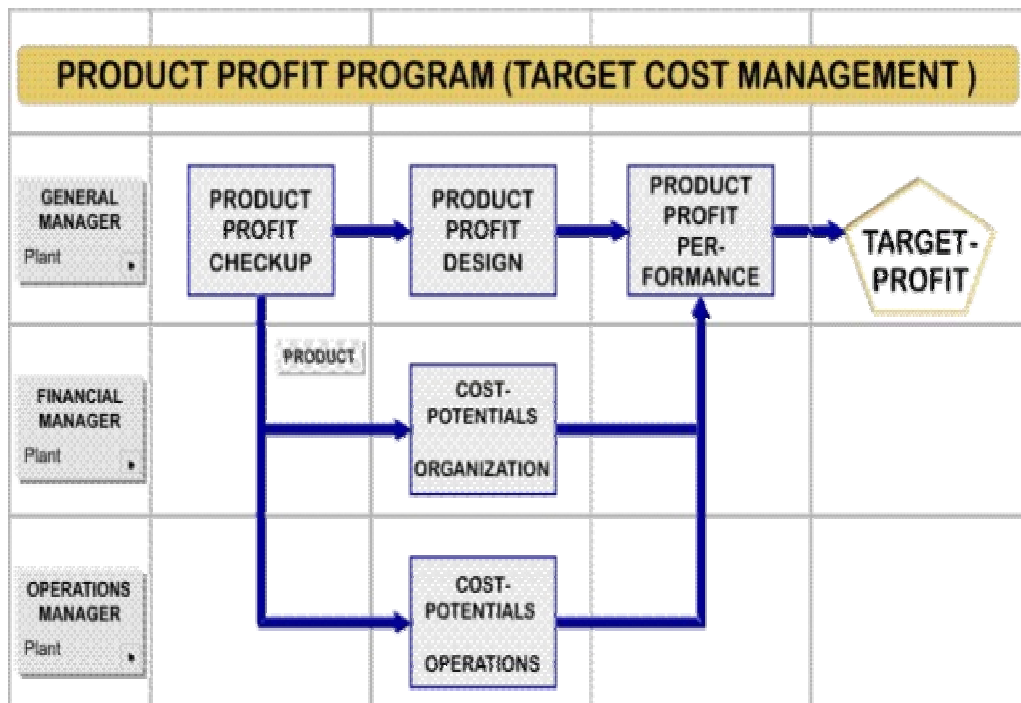 PRODUCT PROFIT PROGRAM (TARGET COST MANAGEMENT )
GENERAL
MANAGER
Plant
PRODUCT
PROFIT
CHECKUP
PRODUCT
PROFIT
DESIGN
PRODUCT
PROFIT
PER-
FORMANCE
TARGET-
PROFIT
PRODUCT
FINANCIAL
MANAGER
Plant
COST-
POTENTIALS
ORGANIZATION
OPERATIONS
MANAGER
Plant
COST-
POTENTIALS
OPERATIONS